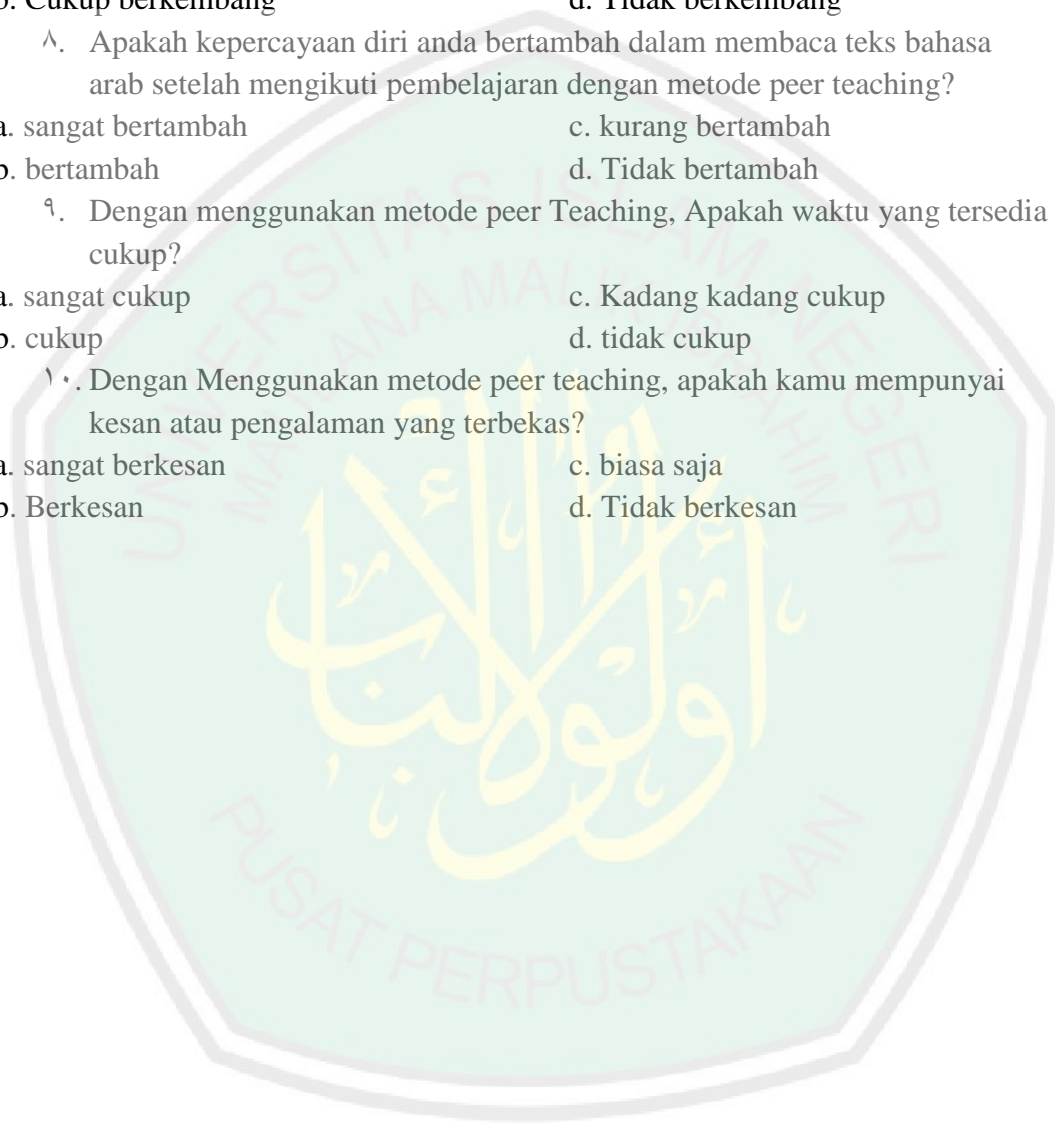 b. Cukup berkembang d. Tidak berkembang
٨. Apakah kepercayaan diri anda bertambah dalam membaca teks bahasa
arab setelah mengikuti pembelajaran dengan metode peer teaching?
a. sangat bertambah c. kurang bertambah
b. bertambah d. Tidak bertambah
٩. Dengan menggunakan metode peer Teaching, Apakah waktu yang tersedia
cukup?
a. sangat cukup c. Kadang kadang cukup
b. cukup d. tidak cukup
١٠. Dengan Menggunakan metode peer teaching, apakah kamu mempunyai
kesan atau pengalaman yang terbekas?
a. sangat berkesan c. biasa saja
b. Berkesan d. Tidak berkesan
UNIVERSITAS ISLAM NEGERI
MAULANA MALIK IBRAHIM
PUSAT PERPUSTAKAAN